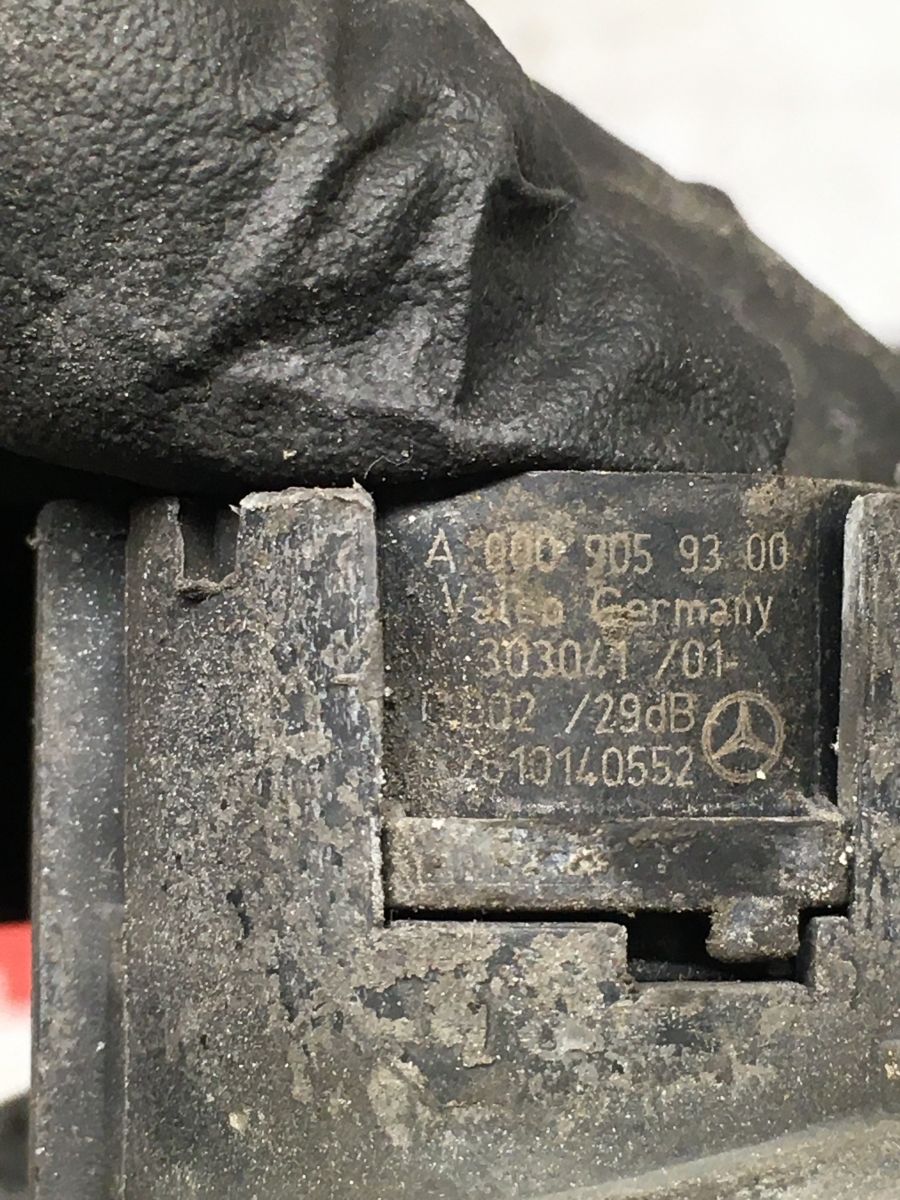 A 000 905 93 00
Valeo Germany
303041 /01-
/29dB
10140552